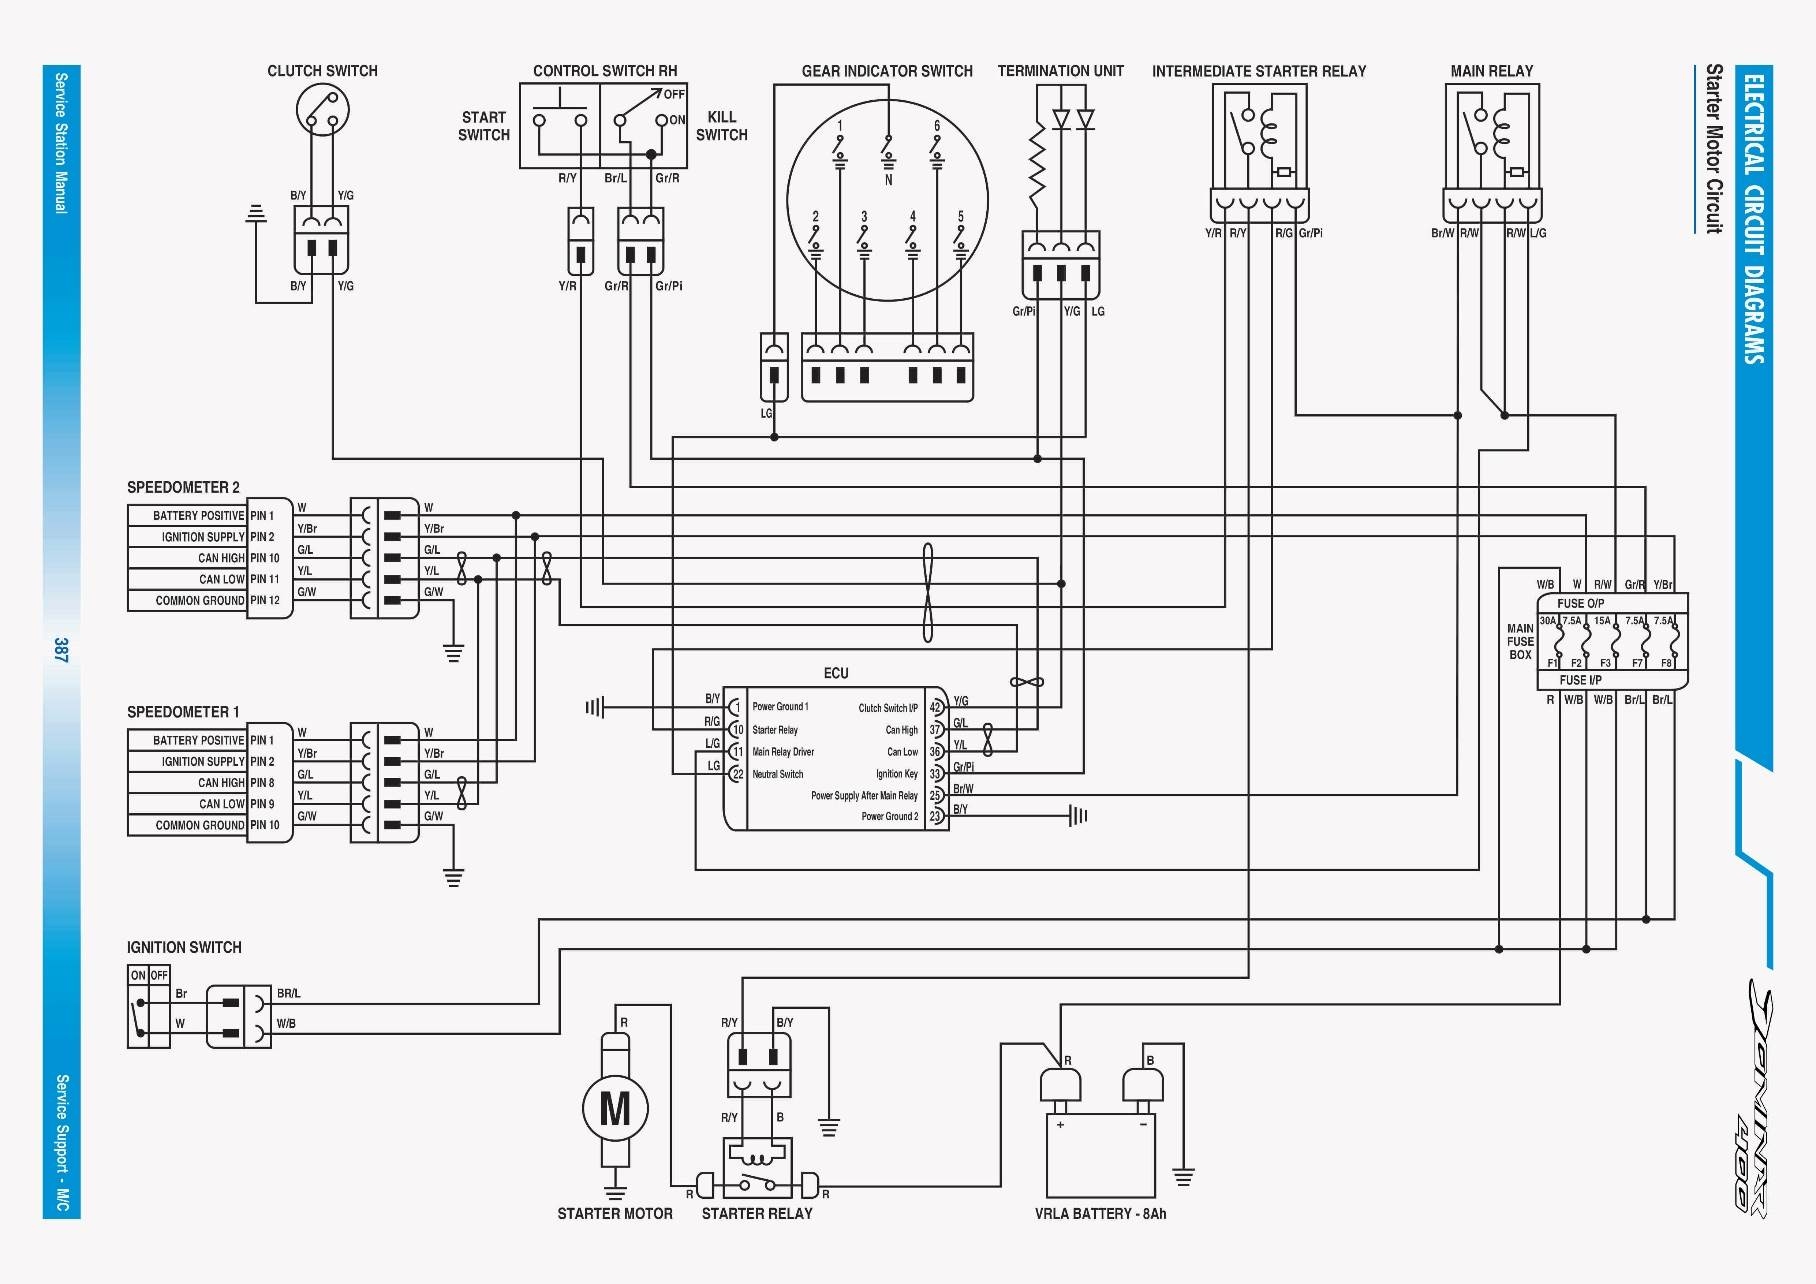 CLUTCH SWITCH
CONTROL SWITCH RH
GEAR INDICATOR SWITCH
TERMINATION UNIT
INTERMEDIATE STARTER RELAY
MAIN RELAY
START
SWITCH
OFF
ON
KILL
SWITCH
1
6
N
2
3
4
5
R/Y
Br/L
Gr/R
B/Y
Y/G
B/Y
Y/G
Y/R
Gr/R
Gr/Pi
Gr/Pi
Y/G
LG
LG
Y/R
R/Y
R/G
Gr/Pi
Br/W
R/W
R/W
L/G
SPEEDOMETER 2
BATTERY POSITIVE PIN 1 W W
IGNITION SUPPLY PIN 2 Y/Br Y/Br
CAN HIGH PIN 10 G/L G/L
CAN LOW PIN 11 Y/L Y/L
COMMON GROUND PIN 12 G/W G/W
W/B W R/W Gr/R Y/Br
FUSE O/P
30A 7.5A 15A 7.5A 7.5A
MAIN
FUSE
BOX
F1 F2 F3 F7 F8
FUSE I/P
R W/B W/B Br/L Br/L
ECU
B/Y 1 Power Ground 1
R/G 10 Starter Relay
L/G 11 Main Relay Driver
LG 22 Neutral Switch
Clutch Switch I/P 42 Y/G
Can High 37 G/L
Can Low 36 Y/L
Ignition Key 33 Gr/Pi
Power Supply After Main Relay 25 Br/W
Power Ground 2 23 B/Y
SPEEDOMETER 1
BATTERY POSITIVE PIN 1 W W
IGNITION SUPPLY PIN 2 Y/Br Y/Br
CAN HIGH PIN 8 G/L G/L
CAN LOW PIN 9 Y/L Y/L
COMMON GROUND PIN 10 G/W G/W
IGNITION SWITCH
ON OFF
Br
BR/L
W
W/B
R
M
STARTER MOTOR
R/Y
B/Y
R/Y
B
R
R
STARTER RELAY
R
B
+
−
VRLA BATTERY - 8Ah
Service Station Manual
387
Service Support - M/C
ELECTRICAL CIRCUIT DIAGRAMS
Starter Motor Circuit